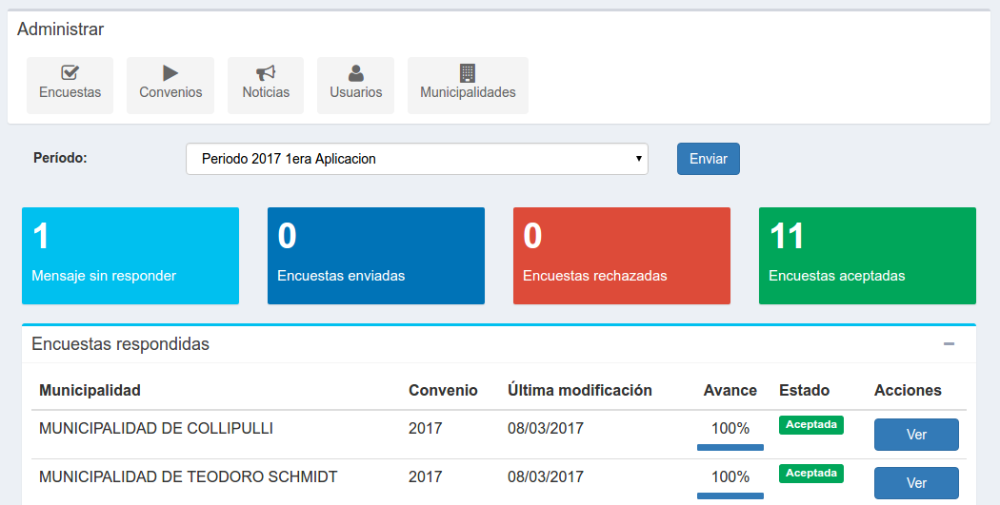 Administrar
Encuestas Convenios Noticias Usuarios Municipalidades
Período: Periodo 2017 1era Aplicacion Enviar
1 0 0 11
Mensaje sin responder Encuestas enviadas Encuestas rechazadas Encuestas aceptadas
Encuestas respondidas
Municipalidad Convenio Última modificación Avance Estado Acciones
MUNICIPALIDAD DE COLLIPULLI 2017 08/03/2017 100% Aceptada Ver
MUNICIPALIDAD DE TEODORO SCHMIDT 2017 08/03/2017 100% Aceptada Ver